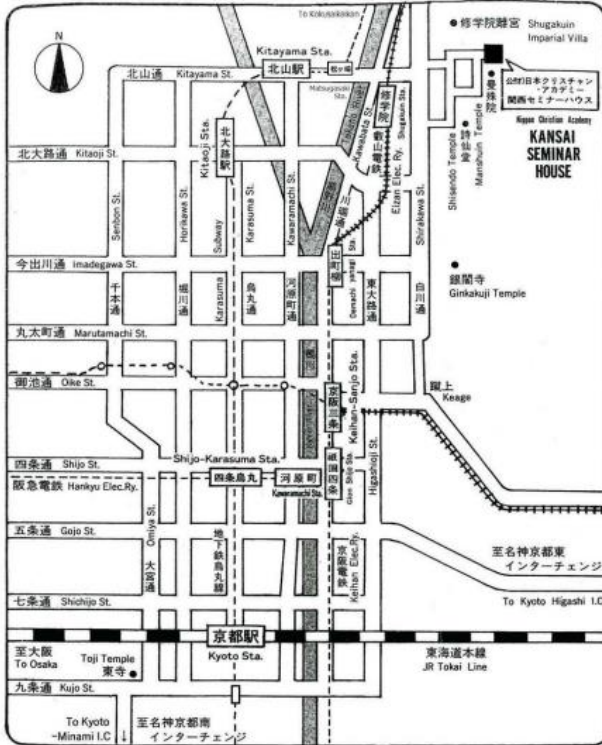 To Kokusaikaikan
修学院離宮 Shugakuin
Imperial Villa
N
Kitayama Sta.
北山駅
松ヶ崎
Matsugasaki Sta.
北山通 Kitayama St.
曼殊院
公(財)日本クリスチャン
・アカデミー
関西セミナーハウス
Nippon Christian Academy
KANSAI
SEMINAR
HOUSE
修学院
Shugakuin Sta.
叡山電鉄
Eizan Elec. Ry.
Takano River
高野川
Kawabata St.
川端通
詩仙堂
Shisendo Temple
Manshuin Temple
Kitaoji Sta.
北大路駅
北大路通 Kitaoji St.
Senbon St.
Horikawa St.
Subway
Karasuma St.
Kawaramachi St.
Shirakawa St.
出町柳
Demachi yanagi Sta.
今出川通 imadegawa St.
千本通
堀川通
Karasuma
烏丸通
河原町通
東大路通
白川通
銀閣寺
Ginkakuji Temple
丸太町通 Marutamachi St.
鴨川
御池通 Oike St.
京阪三条
Keihan-Sanjo Sta.
蹴上
Keage
Shijo-Karasuma Sta.
四条通 Shijo St.
四条烏丸
河原町
Kawaramachi Sta.
祇園四条
Gion Shijo Sta.
Higashioji St.
阪急電鉄 Hankyu Elec.Ry.
五条通 Gojo St.
Omiya St.
大宮通
地下鉄烏丸線
京阪電鉄
Keihan Elec.Ry.
至名神京都東
インターチェンジ
To Kyoto Higashi I.C
七条通 Shichijo St.
京都駅
Kyoto Sta.
至大阪
To Osaka
Toji Temple
東寺
東海道本線
JR Tokai Line
九条通 Kujo St.
To Kyoto
-Minami I.C
至名神京都南
インターチェンジ